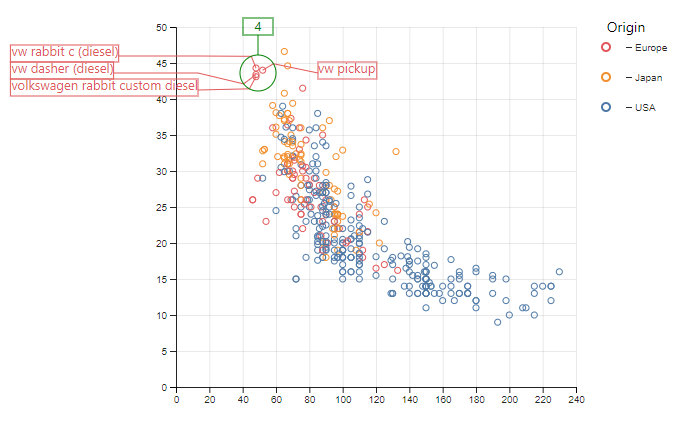 4
Origin
vw rabbit c (diesel)
vw dasher (diesel)
volkswagen rabbit custom diesel
vw pickup
Europe
Japan
USA
50
45
40
35
30
25
20
15
10
5
0
0 20 40 60 80 100 120 140 160 180 200 220 240